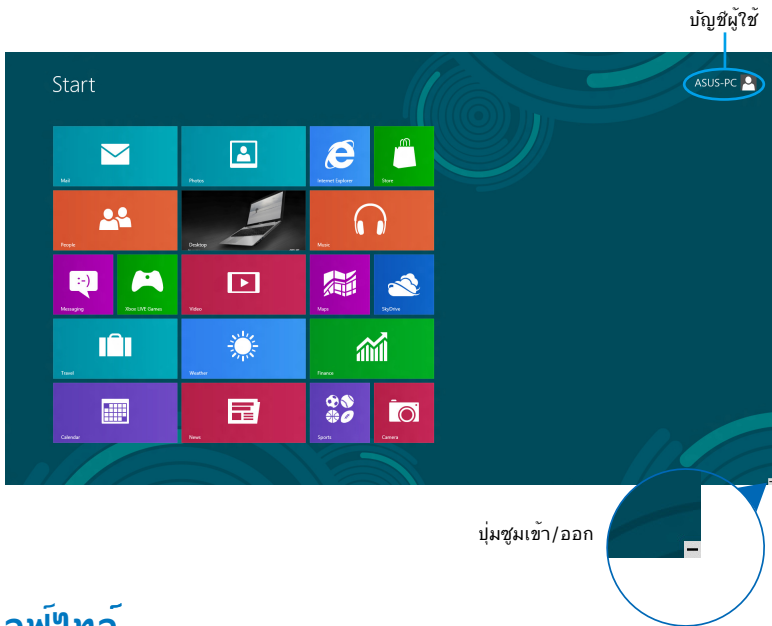 บัญชีผู้ใช้
Start
ASUS-PC
Mail
Photos
Internet Explorer
Store
People
Desktop
Music
Messaging
Xbox LIVE Games
Video
Maps
SkyDrive
Travel
Weather
Finance
Calendar
News
Sports
Camera
ปุ่มซูมเข้า/ออก